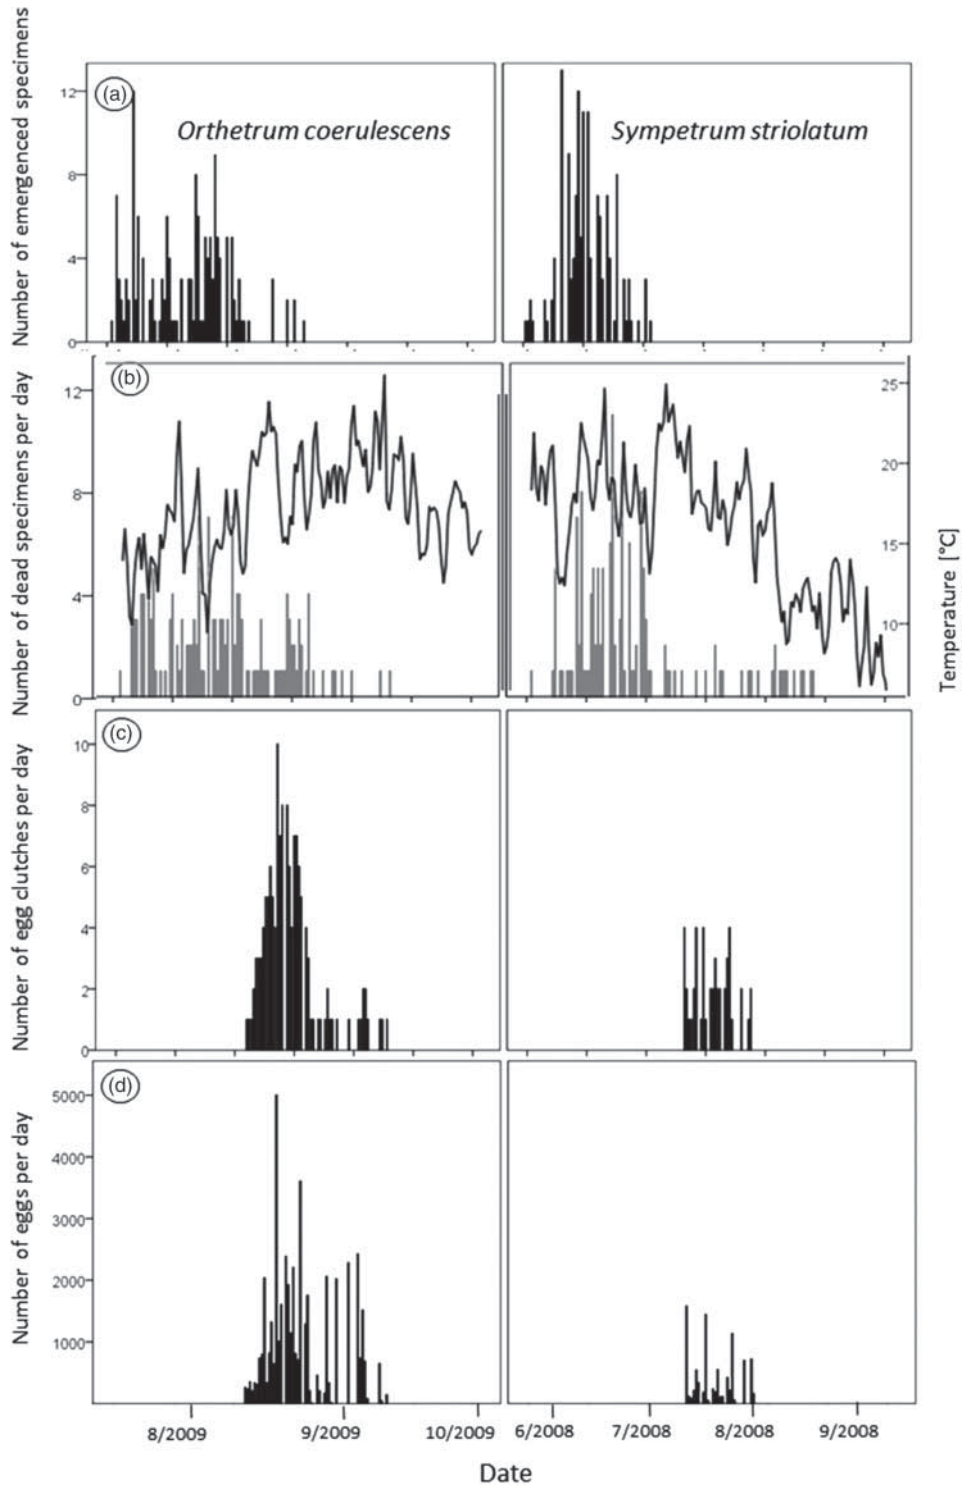 Number of emergenced specimens
(a)
Orthetrum coerulescens
Sympetrum striolatum
12
8
4
0
Number of dead specimens per day
(b)
12
8
4
0
25
20
15
10
Temperature [°C]
Number of egg clutches per day
(c)
10
8
6
4
2
0
Number of eggs per day
(d)
5000
4000
3000
2000
1000
8/2009
9/2009
10/2009
6/2008
7/2008
8/2008
9/2008
Date